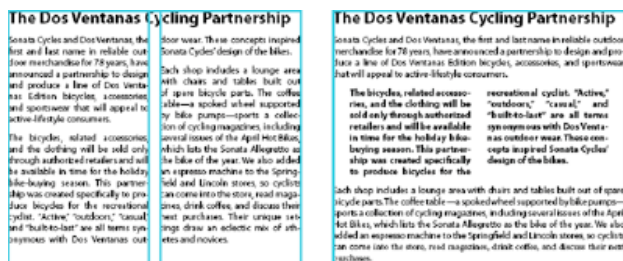 The Dos Ventanas Cycling Partnership
Sonata Cycles and Dos Ventanas, the
first and last name in reliable out-
door merchandise for 78 years, have
announced a partnership to design
and produce a line of Dos Venta-
nas Edition bicycles, accessories,
and sportswear that will appeal to
active-lifestyle consumers.
The bicycles, related accessories,
and the clothing will be sold only
through authorized retailers and will
be available in time for the holiday
bike-buying season. This partner-
ship was created specifically to pro-
duce bicycles for the recreational
cyclist. "Active," "outdoors," "casual,"
and "built-to-last" are all terms syn-
onymous with Dos Ventanas out-
door wear. These concepts inspired
Sonata Cycles' design of the bikes.
Each shop includes a lounge area
with chairs and tables built out
of spare bicycle parts. The coffee
table—a spoked wheel supported
by bike pumps—sports a collec-
tion of cycling magazines, including
several issues of the April Hot Bikes,
which lists the Sonata Allegretto as
the bike of the year. We also added
an espresso machine to the Spring-
field and Lincoln stores, so cyclists
can come into the store, read maga-
zines, drink coffee, and discuss their
next purchases. Their unique set-
tings draw an eclectic mix of ath-
letes and novices.
The Dos Ventanas Cycling Partnership
Sonata Cycles and Dos Ventanas, the first and last name in reliable outdoor
merchandise for 78 years, have announced a partnership to design and pro-
duce a line of Dos Ventanas Edition bicycles, accessories, and sportswear
that will appeal to active-lifestyle consumers.
The bicycles, related accesso-
ries, and the clothing will be
sold only through authorized
retailers and will be available
in time for the holiday bike-
buying season. This partner-
ship was created specifically
to produce bicycles for the
recreational cyclist. "Active,"
"outdoors," "casual," and
"built-to-last" are all terms
synonymous with Dos Venta-
nas outdoor wear. These con-
cepts inspired Sonata Cycles'
design of the bikes.
Each shop includes a lounge area with chairs and tables built out of spare
bicycle parts. The coffee table—a spoked wheel supported by bike pumps—
sports a collection of cycling magazines, including several issues of the April
Hot Bikes, which lists the Sonata Allegretto as the bike of the year. We also
added an espresso machine to the Springfield and Lincoln stores, so cyclists
can come into the store, read magazines, drink coffee, and discuss their next
purchases.